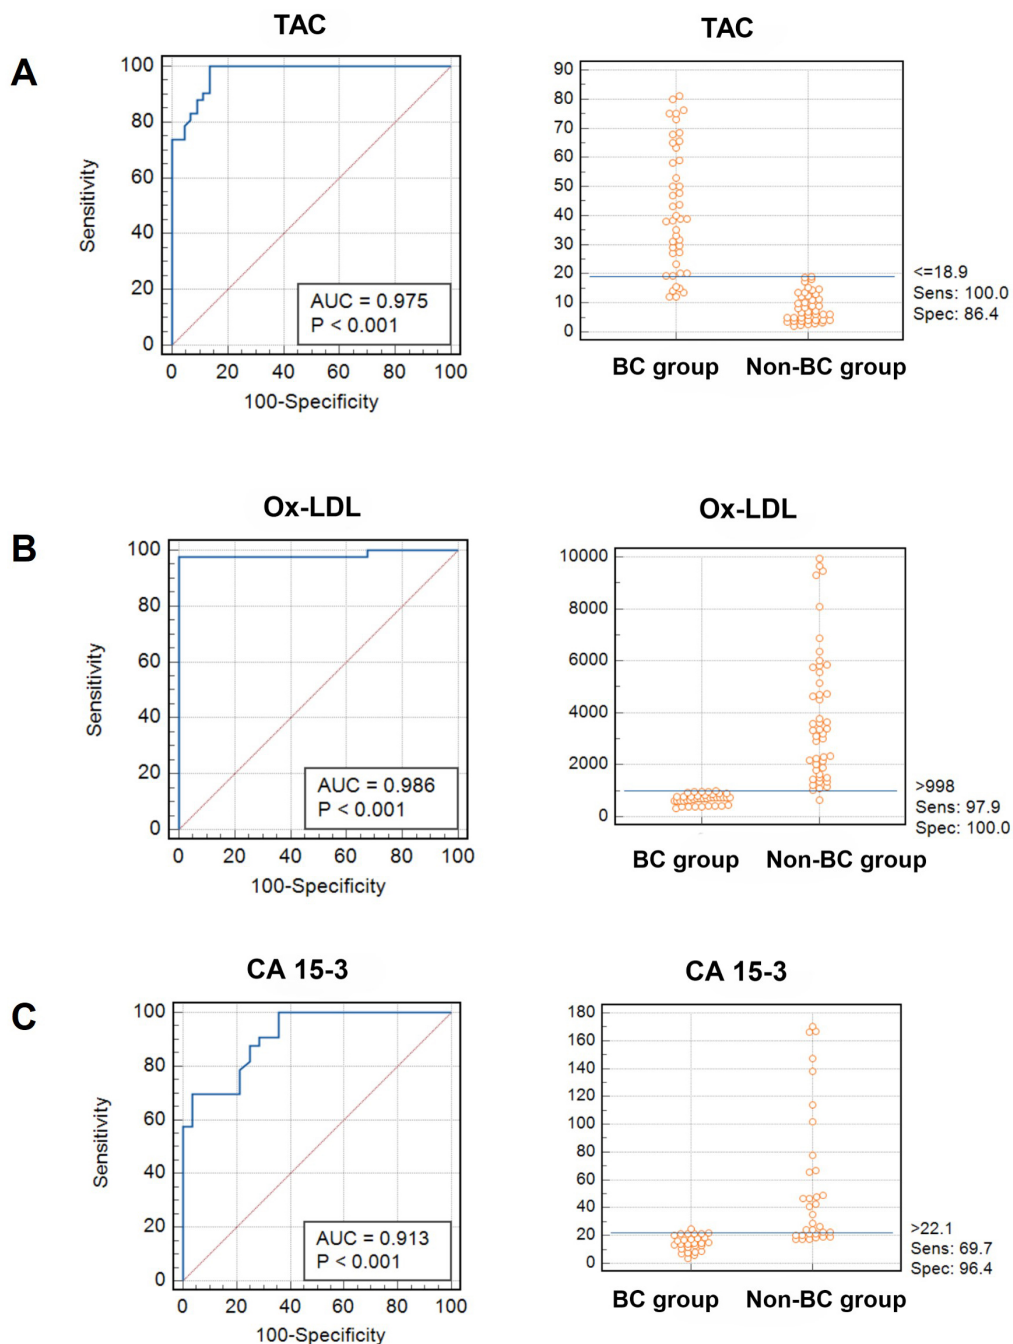 TAC
TAC
A
100
80
60
40
20
0
Sensitivity
AUC = 0.975
P < 0.001
0 20 40 60 80 100
100-Specificity
90
80
70
60
50
40
30
20
10
0
<=18.9
Sens: 100.0
Spec: 86.4
BC group Non-BC group
Ox-LDL
Ox-LDL
B
100
80
60
40
20
0
Sensitivity
AUC = 0.986
P < 0.001
0 20 40 60 80 100
100-Specificity
10000
8000
6000
4000
2000
0
>998
Sens: 97.9
Spec: 100.0
BC group Non-BC group
CA 15-3
CA 15-3
C
100
80
60
40
20
0
Sensitivity
AUC = 0.913
P < 0.001
0 20 40 60 80 100
100-Specificity
180
160
140
120
100
80
60
40
20
0
>22.1
Sens: 69.7
Spec: 96.4
BC group Non-BC group